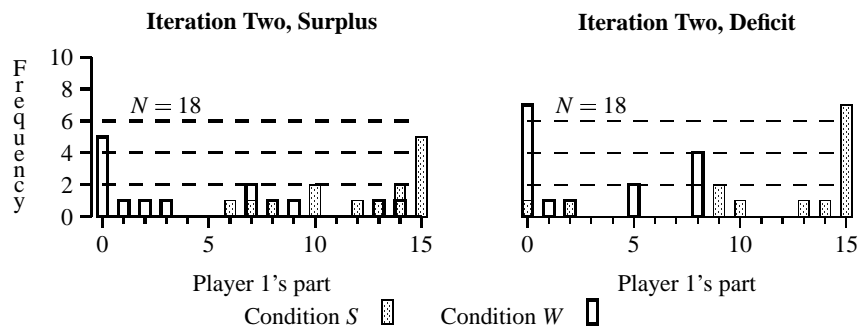 Iteration Two, Surplus
Iteration Two, Deficit
Frequency
10
8
6
4
2
0
N = 18
N = 18
0 5 10 15
0 5 10 15
Player 1's part
Player 1's part
Condition S
Condition W